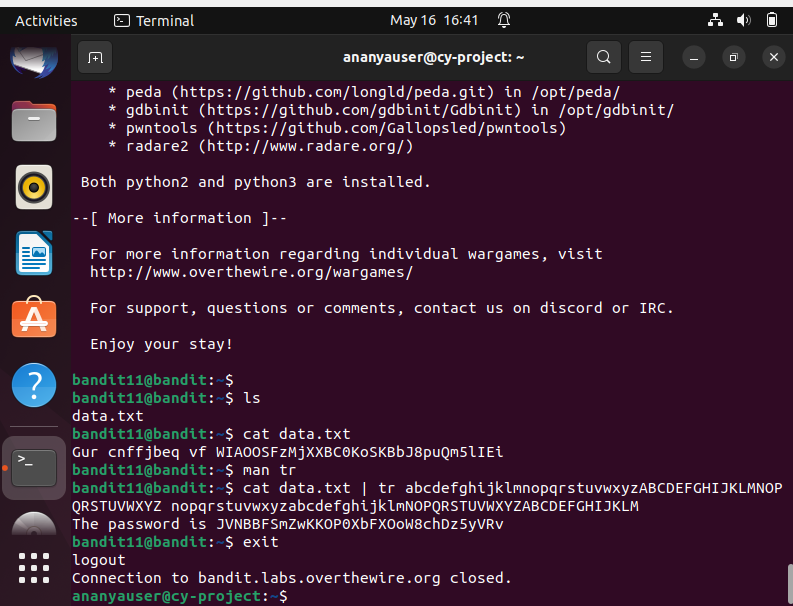 Activities
Terminal
May 16 16:41
ananyauser@cy-project: ~
* peda (https://github.com/longld/peda.git) in /opt/peda/
* gdbinit (https://github.com/gdbinit/Gdbinit) in /opt/gdbinit/
* pwntools (https://github.com/Gallopsled/pwntools)
* radare2 (http://www.radare.org/)
Both python2 and python3 are installed.
--[ More information ]--
For more information regarding individual wargames, visit
http://www.overthewire.org/wargames/
For support, questions or comments, contact us on discord or IRC.
Enjoy your stay!
bandit11@bandit:~$
bandit11@bandit:~$ ls
data.txt
bandit11@bandit:~$ cat data.txt
Gur cnffjbeq vf WIAOOSFzMjXXBC0KoSKBbJ8puQm5lIEi
bandit11@bandit:~$ man tr
bandit11@bandit:~$ cat data.txt | tr abcdefghijklmnopqrstuvwxyzABCDEFGHIJKLMNOP
QRSTUVWXYZ nopqrstuvwxyzabcdefghijklmNOPQRSTUVWXYZABCDEFGHIJKLM
The password is JVNBBFSmZwKKOP0XbFXOoW8chDz5yVRv
bandit11@bandit:~$ exit
logout
Connection to bandit.labs.overthewire.org closed.
ananyauser@cy-project:~$